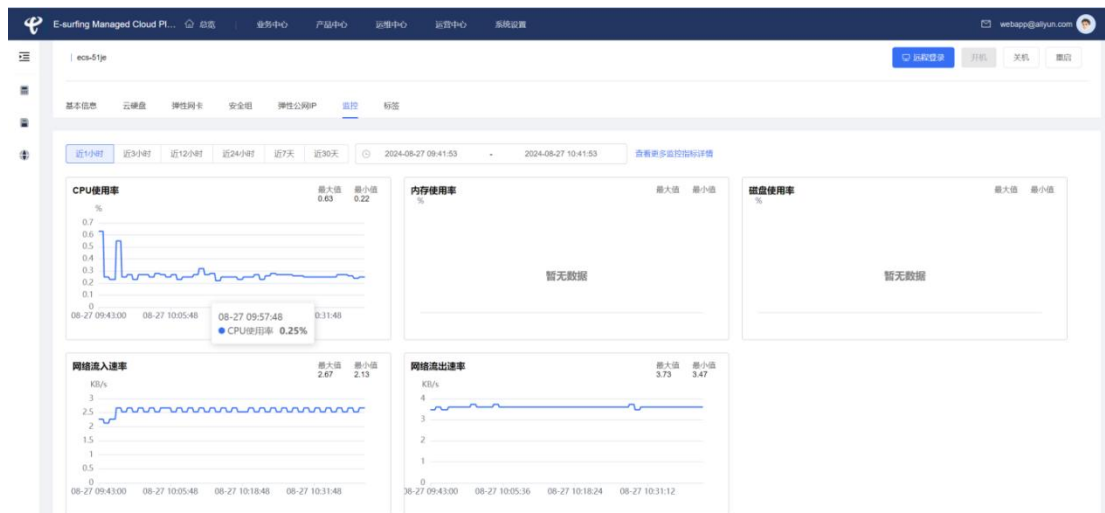 E-surfing Managed Cloud Pl... 总览 业务中心 产品中心 运维中心 运营中心 系统设置 webapp@aliyun.com
ecs-51je 远程登录 开机 关机 重启
基本信息 云硬盘 弹性网卡 安全组 弹性公网IP 监控 标签
近1小时 近3小时 近12小时 近24小时 近7天 近30天 2024-08-27 09:41:53 - 2024-08-27 10:41:53 查看更多监控指标详情
CPU使用率 最大值 最小值
0.63 0.22
%
0.7
0.6
0.5
0.4
0.3
0.2
0.1
0
08-27 09:43:00 08-27 10:05:48 0:31:48
08-27 09:57:48
CPU使用率 0.25%
内存使用率 最大值 最小值
%
暂无数据
磁盘使用率 最大值 最小值
%
暂无数据
网络流入速率 最大值 最小值
2.67 2.13
KB/s
3
2.5
2
1.5
1
0.5
0
08-27 09:43:00 08-27 10:05:48 08-27 10:18:48 08-27 10:31:48
网络流出速率 最大值 最小值
3.73 3.47
KB/s
4
3
2
1
0
08-27 09:43:00 08-27 10:05:36 08-27 10:18:24 08-27 10:31:12